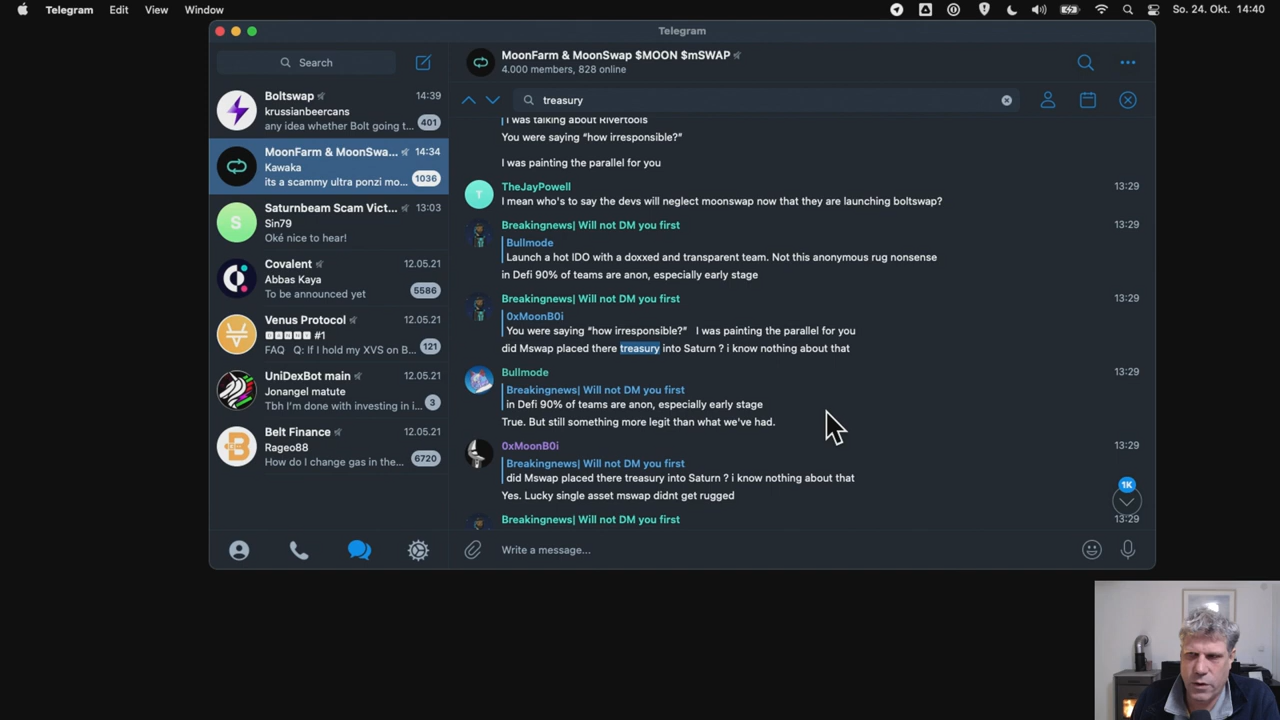 Telegram Edit View Window
So. 24. Okt. 14:40
Telegram
Search
Boltswap 14:39
krussianbeercans
any idea whether Bolt going t... 401
MoonFarm & MoonSwa... 14:34
Kawaka
its a scammy ultra ponzi mo... 1036
S
Saturnbeam Scam Vict... 13:03
Sin79
Oké nice to hear!
Covalent 12.05.21
Abbas Kaya
To be announced yet 5586
Venus Protocol 12.05.21
#1
FAQ Q: If I hold my XVS on B... 121
UniDexBot main 12.05.21
Jonangel matute
Tbh I'm done with investing in i... 3
Belt Finance 12.05.21
Rageo88
How do I change gas in the... 6720
MoonFarm & MoonSwap $MOON $mSWAP
4.000 members, 828 online
treasury
I was talking about Rivertools
You were saying “how irresponsible?”
I was painting the parallel for you
T
TheJayPowell 13:29
I mean who's to say the devs will neglect moonswap now that they are launching boltswap?
Breakingnews| Will not DM you first 13:29
Bullmode
Launch a hot IDO with a doxxed and transparent team. Not this anonymous rug nonsense
in Defi 90% of teams are anon, especially early stage
Breakingnews| Will not DM you first 13:29
0xMoonB0i
You were saying “how irresponsible?” I was painting the parallel for you
did Mswap placed there treasury into Saturn ? i know nothing about that
Bullmode 13:29
Breakingnews| Will not DM you first
in Defi 90% of teams are anon, especially early stage
True. But still something more legit than what we've had.
0xMoonB0i 13:29
Breakingnews| Will not DM you first
did Mswap placed there treasury into Saturn ? i know nothing about that
Yes. Lucky single asset mswap didnt get rugged
1K
Breakingnews| Will not DM you first 13:29
Write a message...